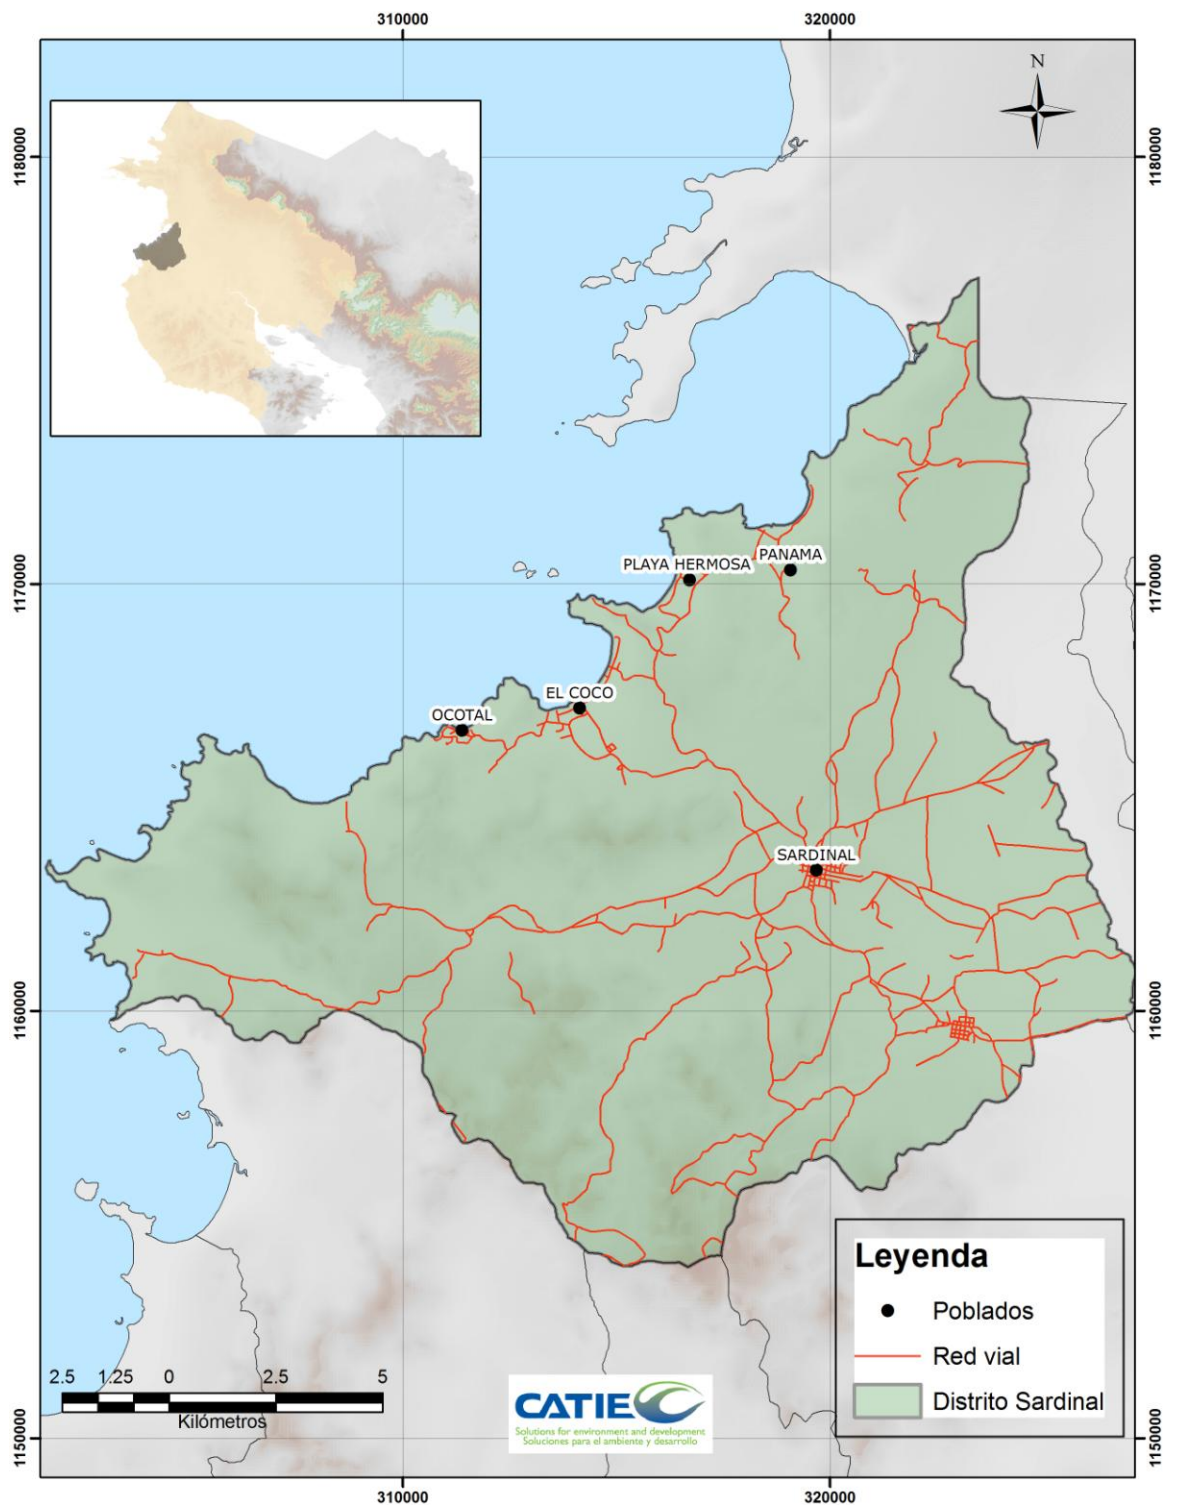 310000
320000
N
1180000
1180000
PLAYA HERMOSA
PANAMA
1170000
1170000
EL COCO
OCOTAL
SARDINAL
1160000
1160000
Leyenda
Poblados
Red vial
Distrito Sardinal
2.5 1.25 0 2.5 5
Kilómetros
CATIE
Solutions for environment and development
Soluciones para el ambiente y desarrollo
1150000
1150000
310000
320000